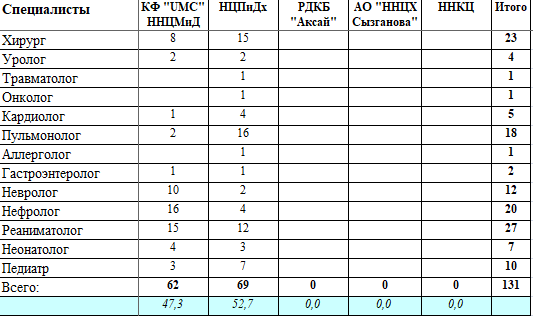 Специалисты КФ "UMC" ННЦМиД НЦПиДх РДКБ "Аксай" АО "ННЦХ Сызганова" ННКЦ Итого
Хирург 8 15 23
Уролог 2 2 4
Травматолог 1 1
Онколог 1 1
Кардиолог 1 4 5
Пульмонолог 2 16 18
Аллерголог 1 1
Гастроэнтеролог 1 1 2
Невролог 10 2 12
Нефролог 16 4 20
Реаниматолог 15 12 27
Неонатолог 4 3 7
Педиатр 3 7 10
Всего: 62 69 0 0 0 131
47,3 52,7 0,0 0,0 0,0